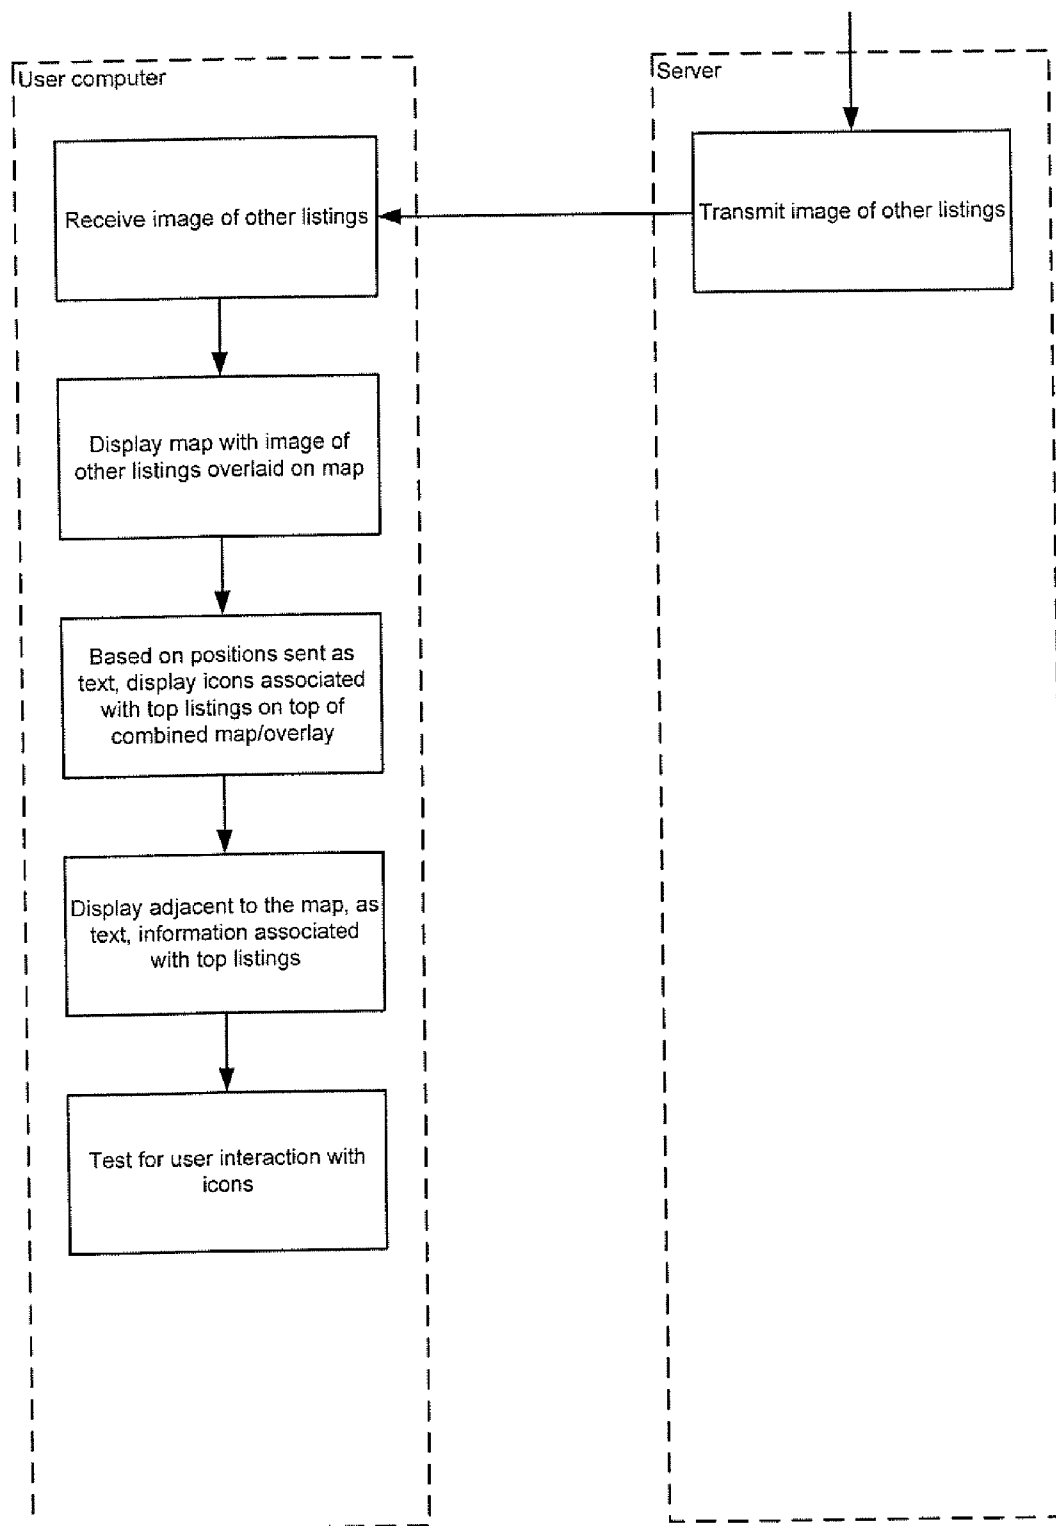 User computer
Server
Receive image of other listings
Transmit image of other listings
Display map with image of
other listings overlaid on map
Based on positions sent as
text, display icons associated
with top listings on top of
combined map/overlay
Display adjacent to the map, as
text, information associated
with top listings
Test for user interaction with
icons